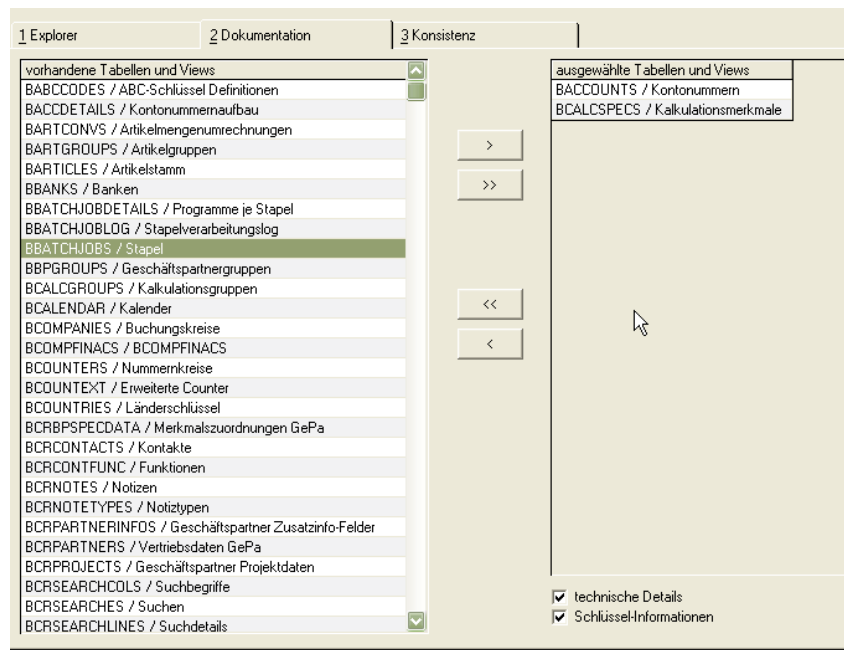 1 Explorer
2 Dokumentation
3 Konsistenz
vorhandene Tabellen und Views
BABCCODES / ABC-Schlüssel Definitionen
BACCDETAILS / Kontonummernaufbau
BARTCONVS / Artikelmengenumrechnungen
BARTGROUPS / Artikelgruppen
BARTICLES / Artikelstamm
BBANKS / Banken
BBATCHJOBDETAILS / Programme je Stapel
BBATCHJOBLOG / Stapelverarbeitungslog
BBATCHJOBS / Stapel
BBPGROUPS / Geschäftspartnergruppen
BCALCGROUPS / Kalkulationsgruppen
BCALENDAR / Kalender
BCOMPANIES / Buchungskreise
BCOMPFINACS / BCOMPFINACS
BCOUNTERS / Nummernkreise
BCOUNTEXT / Erweiterte Counter
BCOUNTRIES / Länderschlüssel
BCRBPSPECDATA / Merkmalszuordnungen GePa
BCRCONTACTS / Kontakte
BCRCONTFUNC / Funktionen
BCRNOTES / Notizen
BCRNOTETYPES / Notiztypen
BCRPARTNERINFOS / Geschäftspartner Zusatzinfo-Felder
BCRPARTNERS / Vertriebsdaten GePa
BCRPROJECTS / Geschäftspartner Projektdaten
BCRSEARCHCOLS / Suchbegriffe
BCRSEARCHES / Suchen
BCRSEARCHLINES / Suchdetails
>
>>
<<
<
ausgewählte Tabellen und Views
BACCOUNTS / Kontonummern
BCALCSPECS / Kalkulationsmerkmale
technische Details
Schlüssel-Informationen